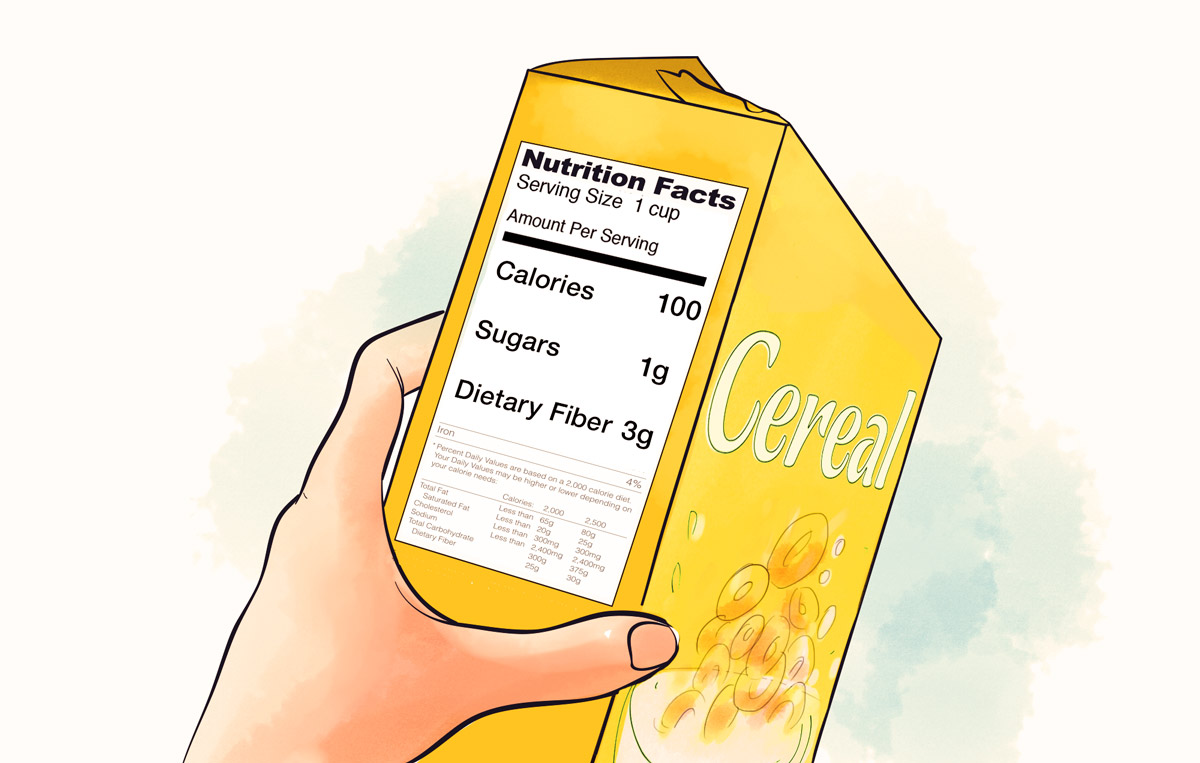 Nutrition Facts
Serving Size 1 cup
Amount Per Serving
Calories 100
Sugars 1g
Dietary Fiber 3g
Iron 4%
* Percent Daily Values are based on a 2,000 calorie diet.
Your Daily Values may be higher or lower depending on
your calorie needs:
Calories: 2,000 2,500
Total Fat Less than 65g 80g
Saturated Fat Less than 20g 25g
Cholesterol Less than 300mg 300mg
Sodium Less than 2,400mg 2,400mg
Total Carbohydrate 300g 375g
Dietary Fiber 25g 30g
Cereal